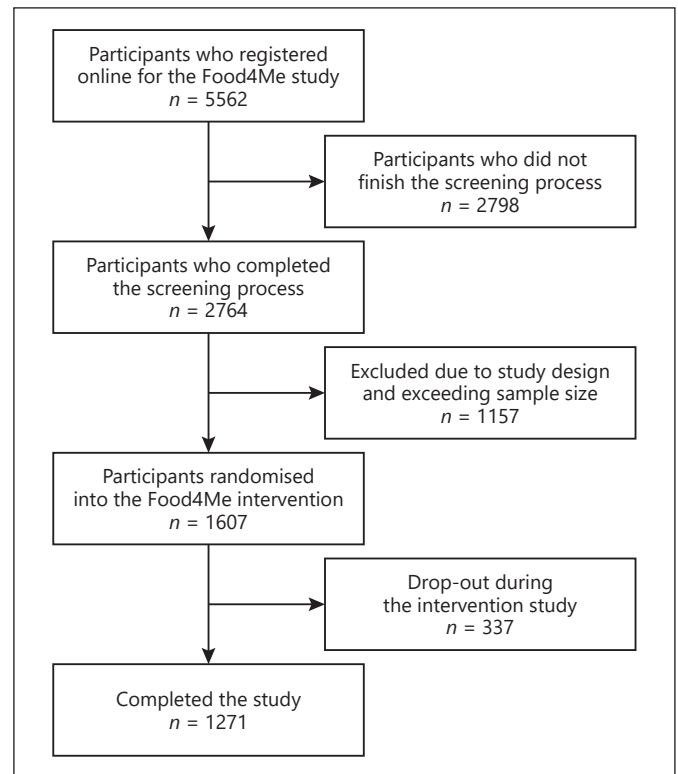 Participants who registered
online for the Food4Me study
n = 5562
Participants who did not
finish the screening process
n = 2798
Participants who completed
the screening process
n = 2764
Excluded due to study design
and exceeding sample size
n = 1157
Participants randomised
into the Food4Me intervention
n = 1607
Drop-out during
the intervention study
n = 337
Completed the study
n = 1271